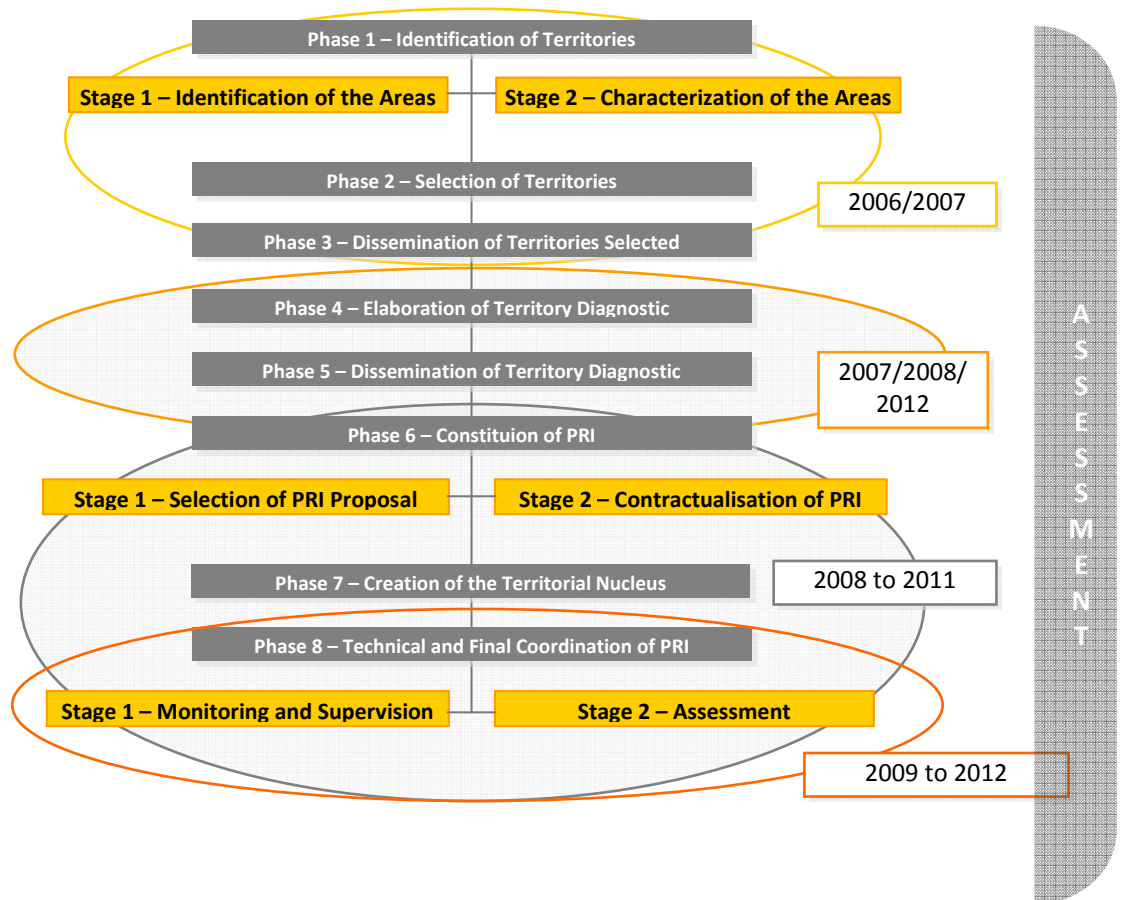 Phase 1 – Identification of Territories
Stage 1 – Identification of the Areas
Stage 2 – Characterization of the Areas
Phase 2 – Selection of Territories
2006/2007
Phase 3 – Dissemination of Territories Selected
Phase 4 – Elaboration of Territory Diagnostic
Phase 5 – Dissemination of Territory Diagnostic
2007/2008/
2012
Phase 6 – Constituion of PRI
Stage 1 – Selection of PRI Proposal
Stage 2 – Contractualisation of PRI
Phase 7 – Creation of the Territorial Nucleus
2008 to 2011
Phase 8 – Technical and Final Coordination of PRI
Stage 1 – Monitoring and Supervision
Stage 2 – Assessment
2009 to 2012
ASSESSMENT